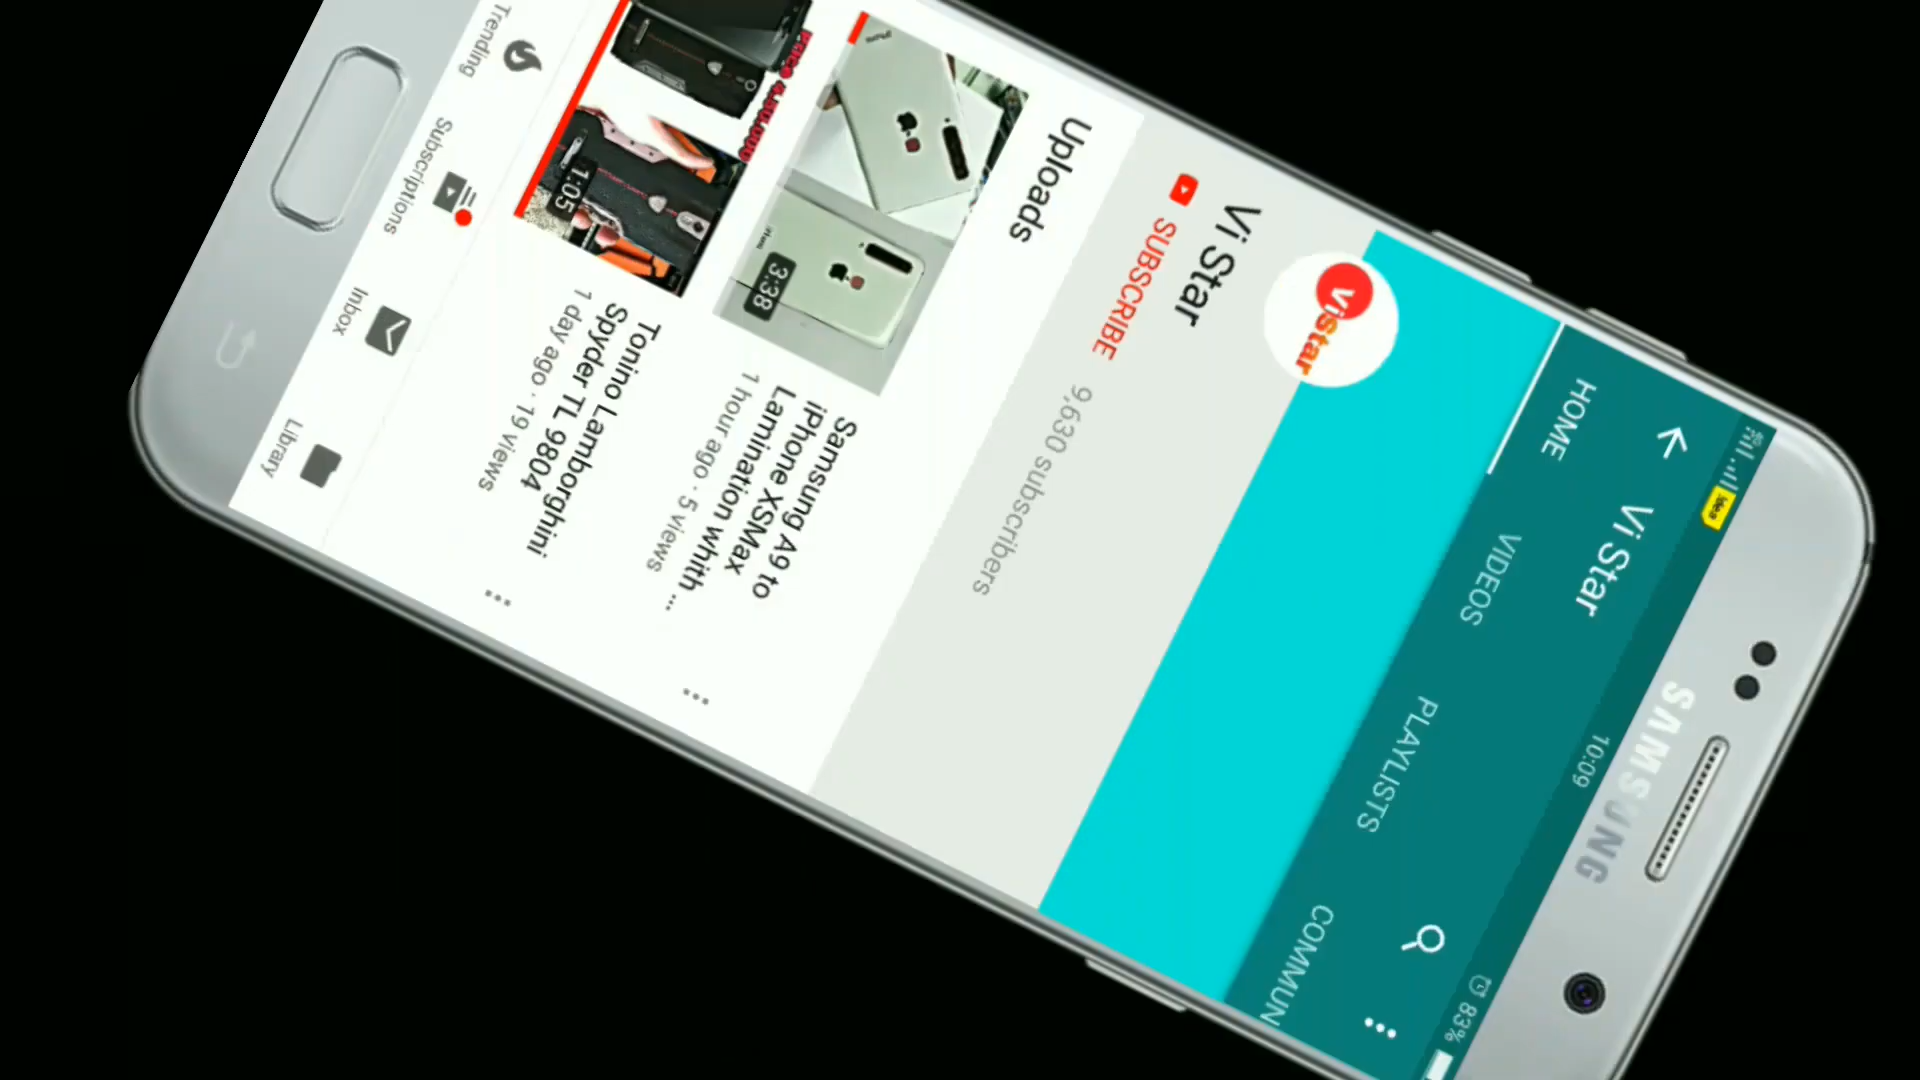 idea
10:09
83%
SAMSUNG
Vi Star
HOME
VIDEOS
PLAYLISTS
COMMUN
Vistar
Vi Star
SUBSCRIBE
9,630 subscribers
Uploads
3:38
Samsung A9 to
iPhone XSMax
Lamination whith ...
1 hour ago · 5 views
1:05
Tonino Lamborghini
Spyder TL 9804
1 day ago · 19 views
Trending
Subscriptions
Inbox
Library